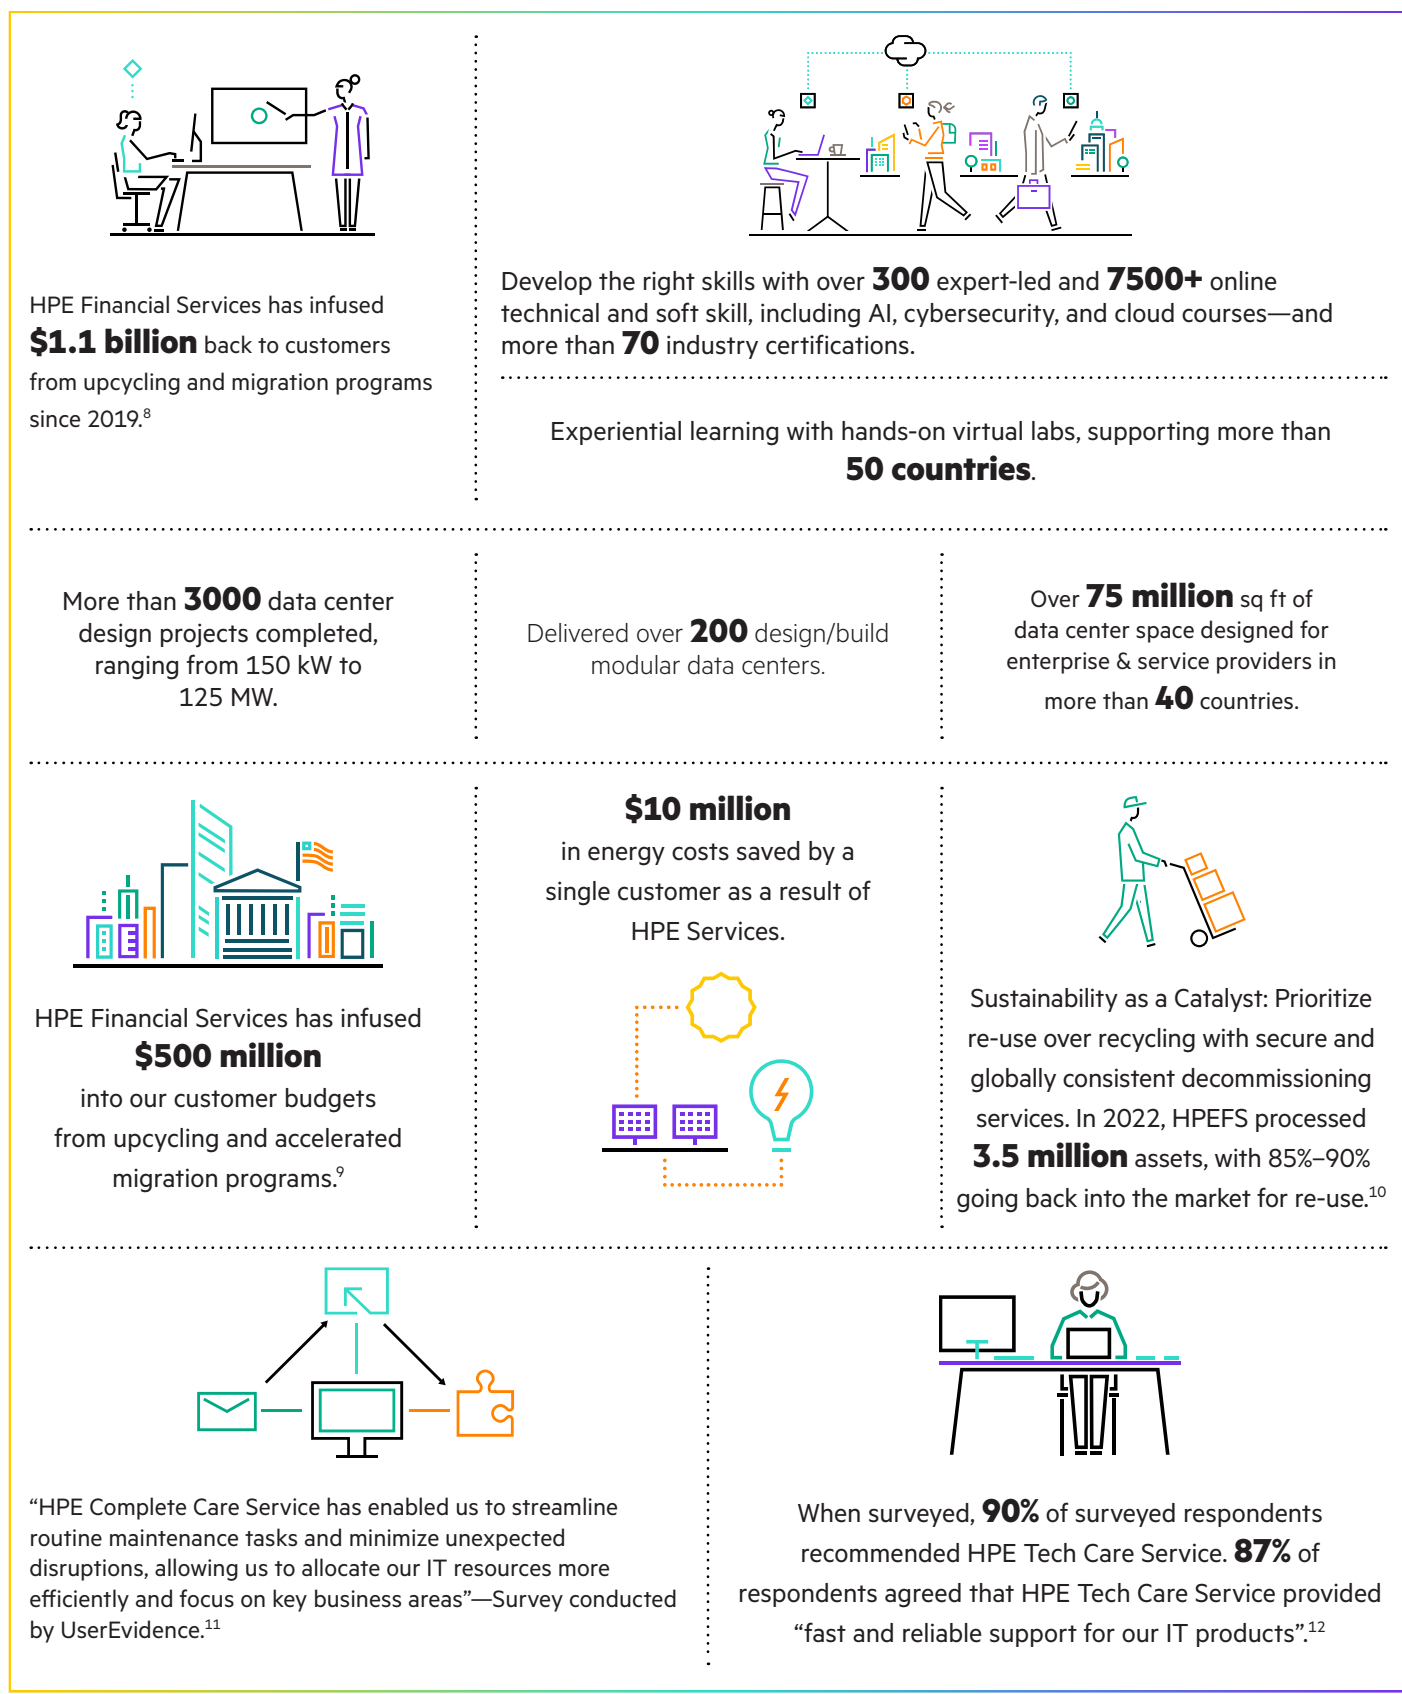 HPE Financial Services has infused
$1.1 billion back to customers
from upcycling and migration programs
since 2019.8
Develop the right skills with over 300 expert-led and 7500+ online
technical and soft skill, including AI, cybersecurity, and cloud courses—and
more than 70 industry certifications.
Experiential learning with hands-on virtual labs, supporting more than
50 countries.
More than 3000 data center
design projects completed,
ranging from 150 kW to
125 MW.
Delivered over 200 design/build
modular data centers.
Over 75 million sq ft of
data center space designed for
enterprise & service providers in
more than 40 countries.
HPE Financial Services has infused
$500 million
into our customer budgets
from upcycling and accelerated
migration programs.9
$10 million
in energy costs saved by a
single customer as a result of
HPE Services.
Sustainability as a Catalyst: Prioritize
re-use over recycling with secure and
globally consistent decommissioning
services. In 2022, HPEFS processed
3.5 million assets, with 85%–90%
going back into the market for re-use.10
“HPE Complete Care Service has enabled us to streamline
routine maintenance tasks and minimize unexpected
disruptions, allowing us to allocate our IT resources more
efficiently and focus on key business areas”—Survey conducted
by UserEvidence.11
When surveyed, 90% of surveyed respondents
recommended HPE Tech Care Service. 87% of
respondents agreed that HPE Tech Care Service provided
“fast and reliable support for our IT products”.12